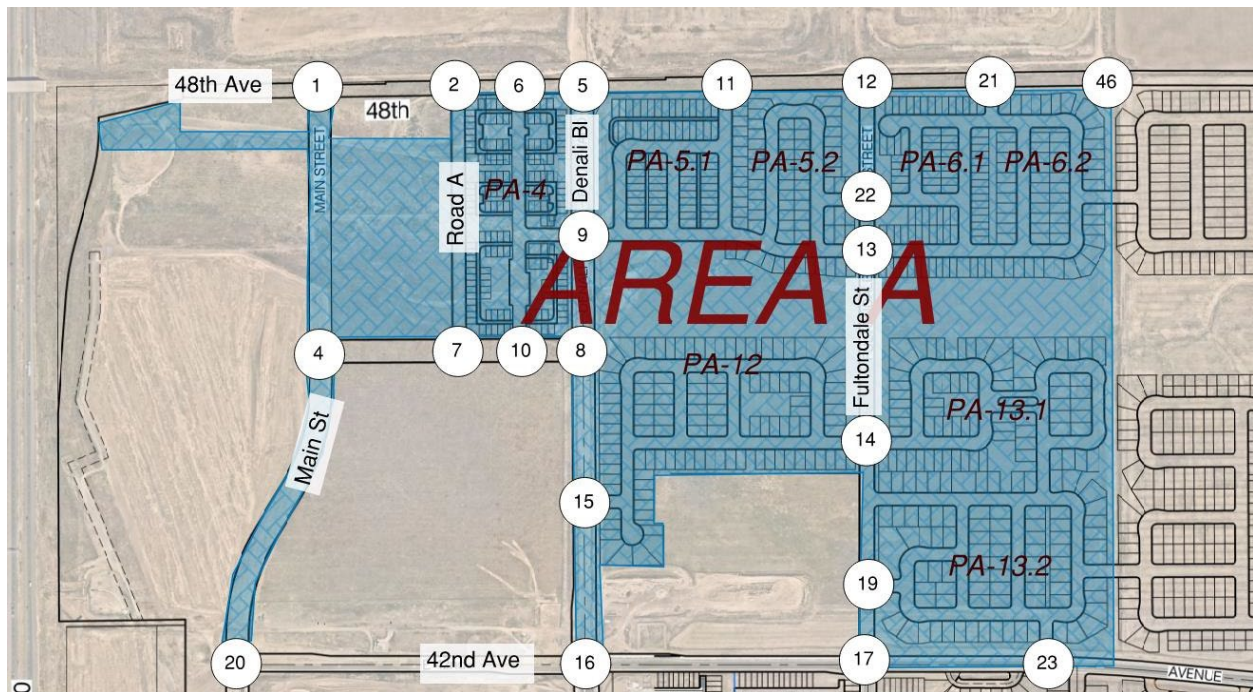 48th Ave
1
2
6
5
11
12
21
46
48th
MAIN STREET
Road A
PA-4
Denali Bl
PA-5.1
PA-5.2
STREET
PA-6.1
PA-6.2
22
9
13
AREA A
4
7
10
8
Fultondale St
PA-12
PA-13.1
Main St
14
15
PA-13.2
19
20
42nd Ave
16
17
23
AVENUE